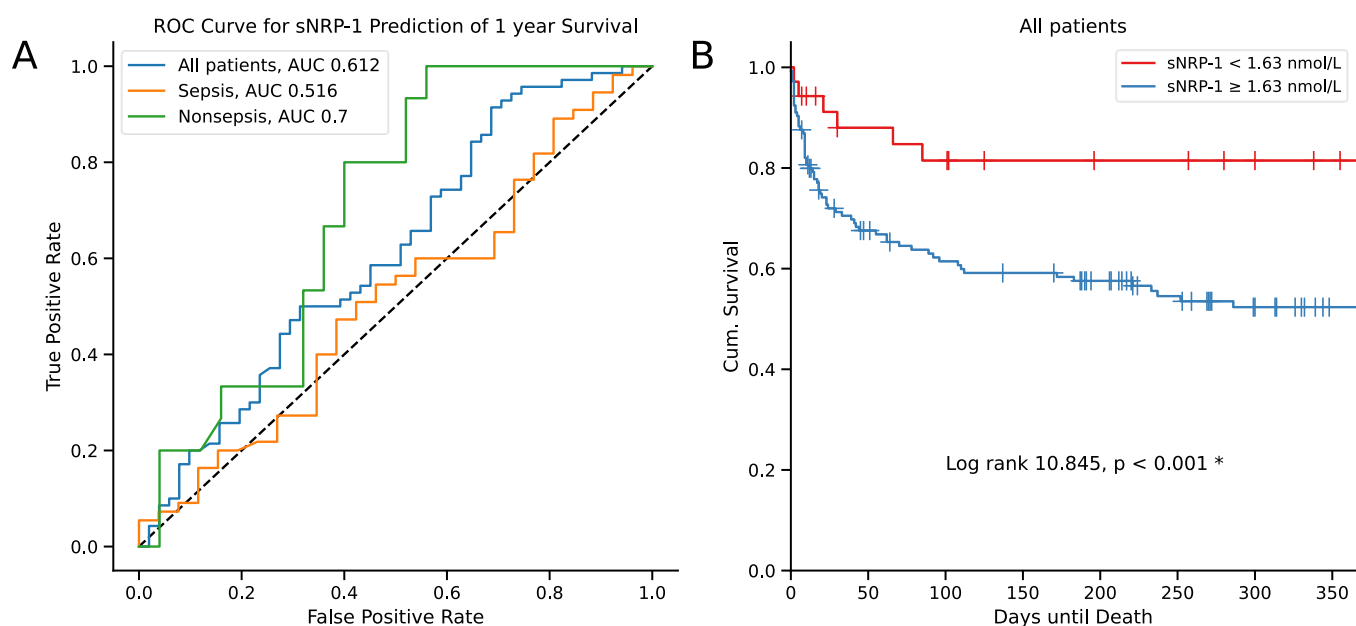 A
ROC Curve for sNRP-1 Prediction of 1 year Survival
All patients, AUC 0.612
Sepsis, AUC 0.516
Nonsepsis, AUC 0.7
True Positive Rate
1.0
0.8
0.6
0.4
0.2
0.0
0.0 0.2 0.4 0.6 0.8 1.0
False Positive Rate
B
All patients
sNRP-1 < 1.63 nmol/L
sNRP-1 ≥ 1.63 nmol/L
Cum. Survival
1.0
0.8
0.6
0.4
0.2
0.0
Log rank 10.845, p < 0.001 *
0 50 100 150 200 250 300 350
Days until Death